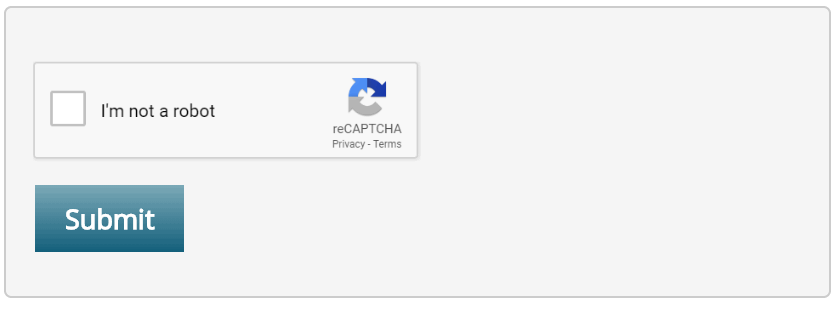 I'm not a robot
reCAPTCHA
Privacy - Terms
Submit